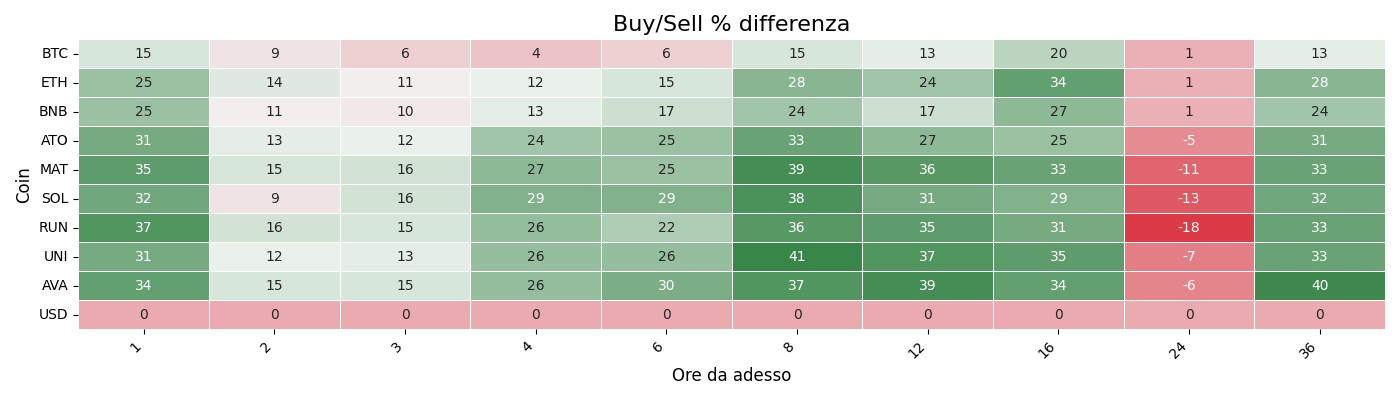 Buy/Sell % differenza
Coin
BTC 15 9 6 4 6 15 13 20 1 13
ETH 25 14 11 12 15 28 24 34 1 28
BNB 25 11 10 13 17 24 17 27 1 24
ATO 31 13 12 24 25 33 27 25 -5 31
MAT 35 15 16 27 25 39 36 33 -11 33
SOL 32 9 16 29 29 38 31 29 -13 32
RUN 37 16 15 26 22 36 35 31 -18 33
UNI 31 12 13 26 26 41 37 35 -7 33
AVA 34 15 15 26 30 37 39 34 -6 40
USD 0 0 0 0 0 0 0 0 0 0
1 2 3 4 6 8 12 16 24 36
Ore da adesso